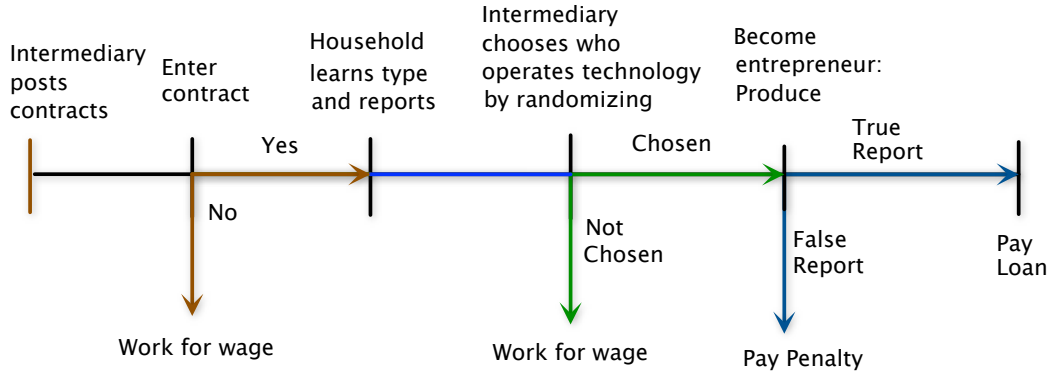 Intermediary
posts
contracts
Enter
contract
Household
learns type
and reports
Intermediary
chooses who
operates technology
by randomizing
Become
entrepreneur:
Produce
Yes
No
Work for wage
Chosen
Not
Chosen
Work for wage
True
Report
False
Report
Pay Penalty
Pay
Loan